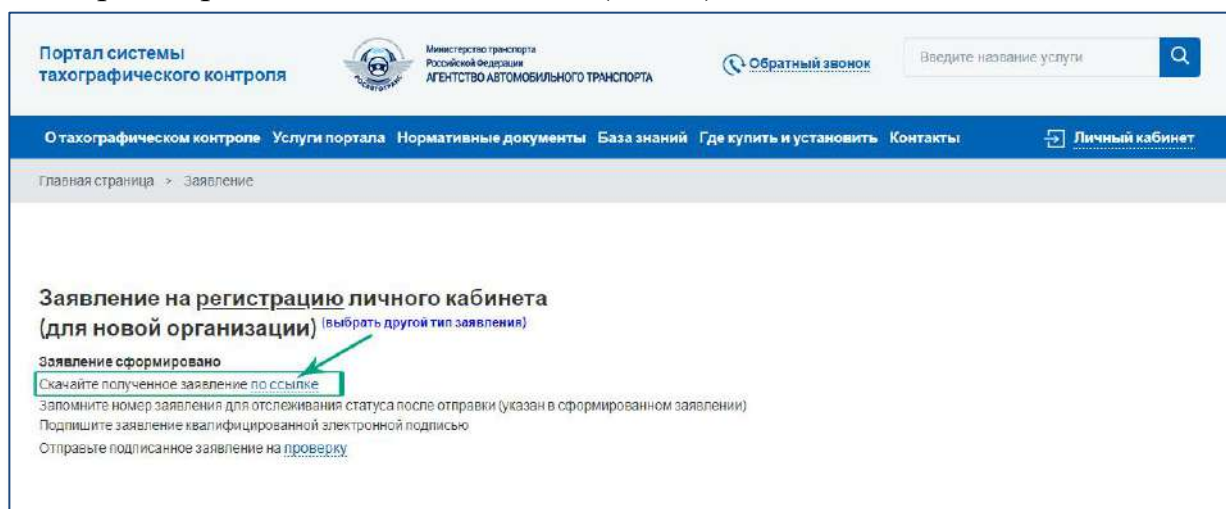 Портал системы
тахографического контроля
Министерство транспорта
Российской Федерации
АГЕНТСТВО АВТОМОБИЛЬНОГО ТРАНСПОРТА
РОСАВТОТРАНС
Обратный звонок
Введите название услуги
О тахографическом контроле Услуги портала Нормативные документы База знаний Где купить и установить Контакты Личный кабинет
Главная страница > Заявление
Заявление на регистрацию личного кабинета
(для новой организации) (выбрать другой тип заявления)
Заявление сформировано
Скачайте полученное заявление по ссылке
Запомните номер заявления для отслеживания статуса после отправки (указан в сформированном заявлении)
Подпишите заявление квалифицированной электронной подписью
Отправьте подписанное заявление на проверку